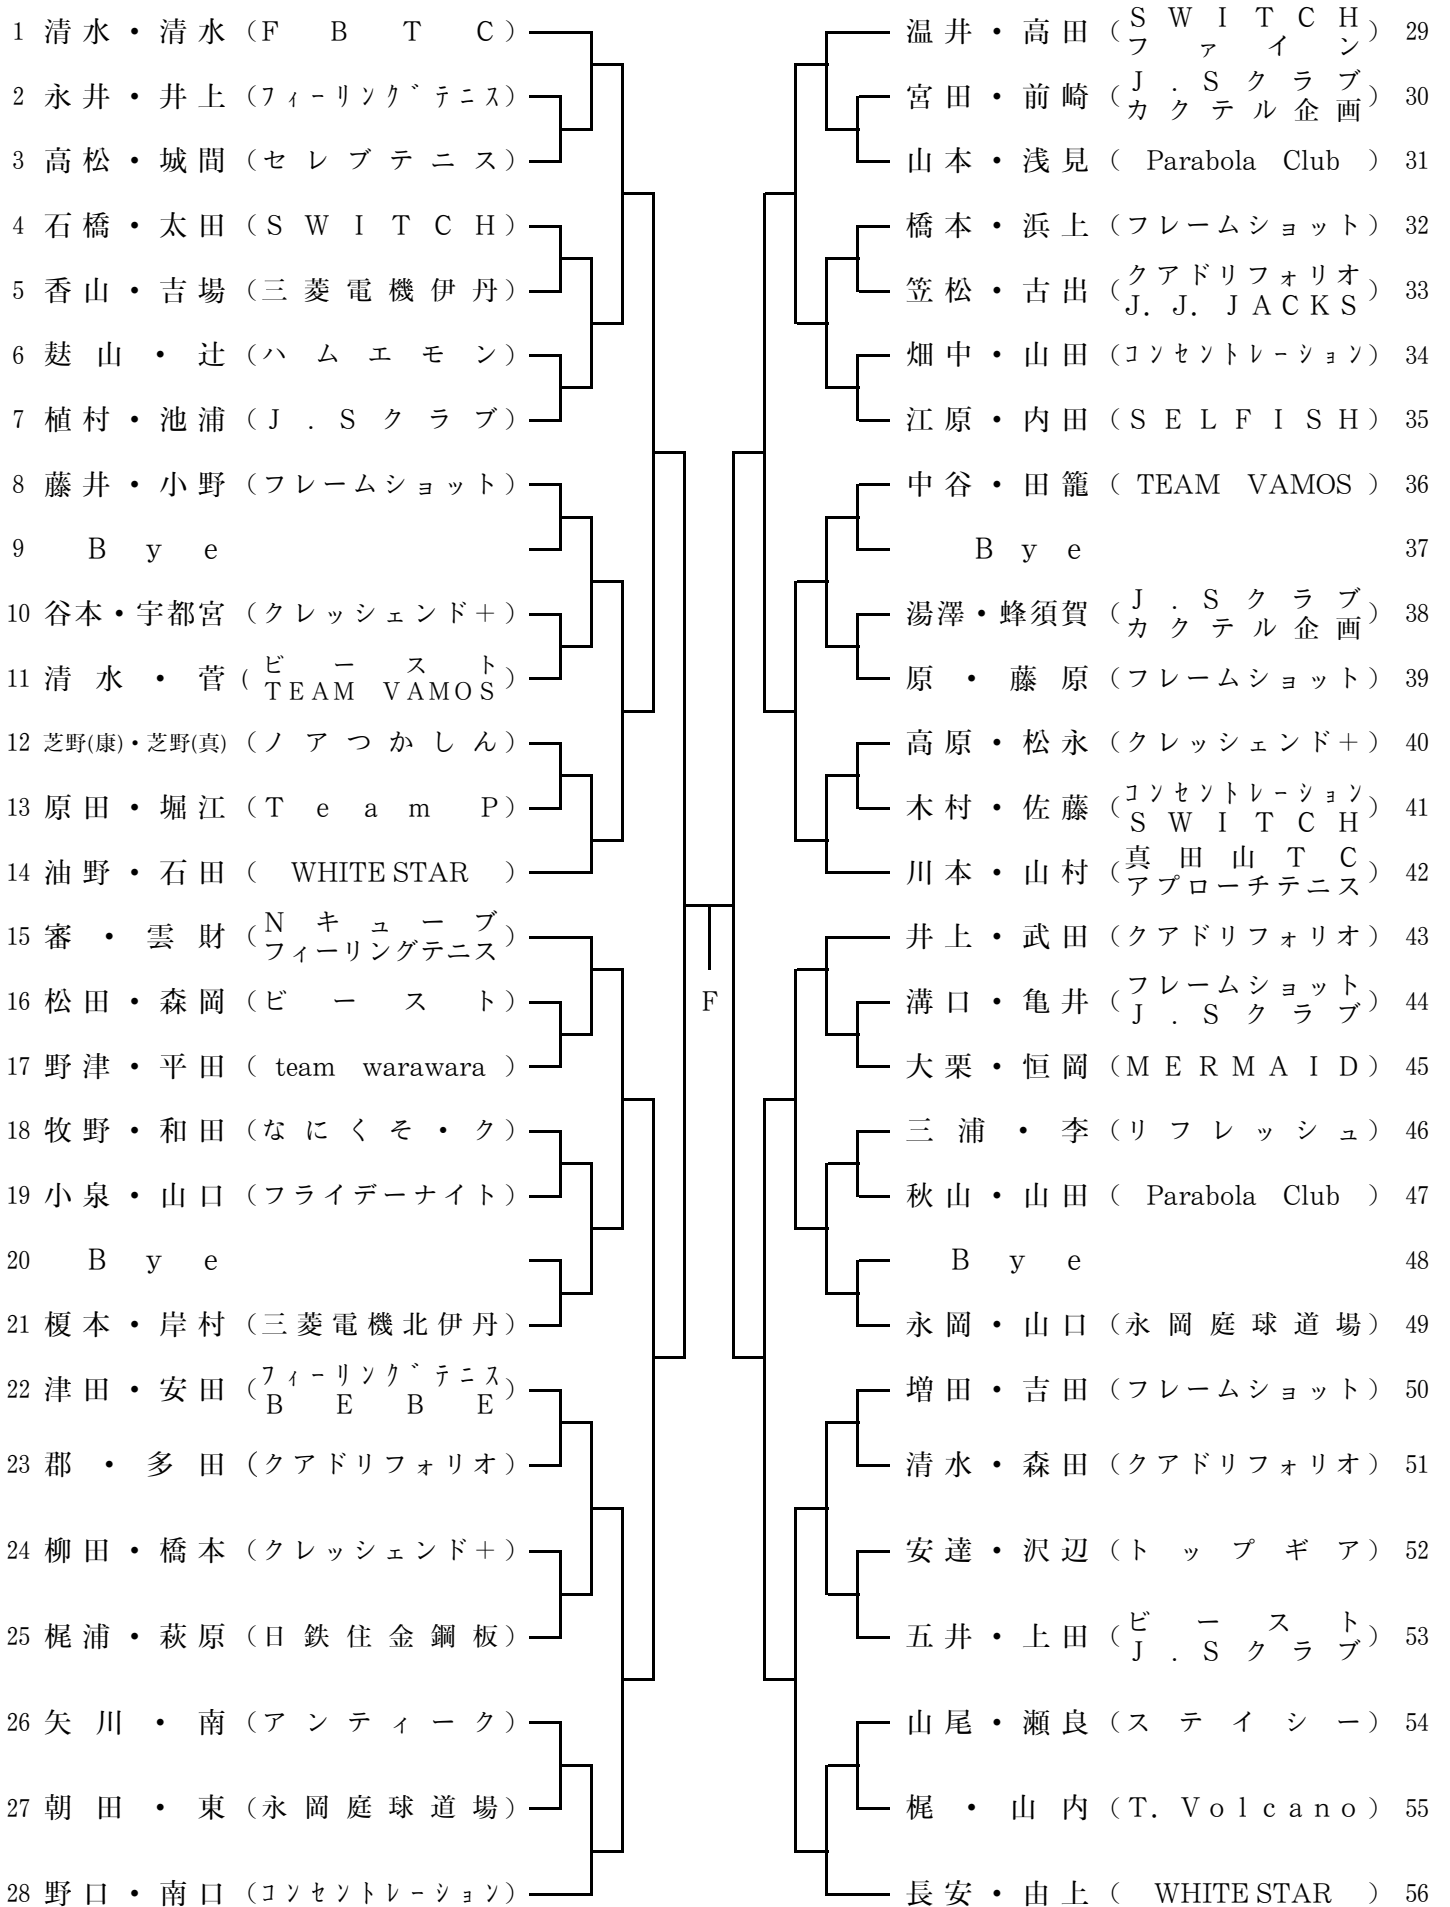 1 清水・清水 (FBTC)
2 永井・井上 (フィーリングテニス)
3 高松・城間 (セレブテニス)
4 石橋・太田 (SWITCH)
5 香山・吉場 (三菱電機伊丹)
6 麸山・辻 (ハムエモン)
7 植村・池浦 (J.Sクラブ)
8 藤井・小野 (フレームショット)
9 Bye
10 谷本・宇都宮 (クレッシェンド＋)
11 清水・菅 (ビースト
TEAM VAMOS)
12 芝野(康)・芝野(真) (ノアつかしん)
13 原田・堀江 (Team P)
14 油野・石田 (WHITE STAR)
15 審・雲財 (Nキューブ
フィーリングテニス)
16 松田・森岡 (ビースト)
17 野津・平田 (team warawara)
18 牧野・和田 (なにくそ・ク)
19 小泉・山口 (フライデーナイト)
20 Bye
21 榎本・岸村 (三菱電機北伊丹)
22 津田・安田 (フィーリングテニス
BEBE)
23 郡・多田 (クアドリフォリオ)
24 柳田・橋本 (クレッシェンド＋)
25 梶浦・萩原 (日鉄住金鋼板)
26 矢川・南 (アンティーク)
27 朝田・東 (永岡庭球道場)
28 野口・南口 (コンセントレーション)
F
温井・高田 (SWITCH
ファイン) 29
宮田・前崎 (J.Sクラブ
カクテル企画) 30
山本・浅見 (Parabola Club) 31
橋本・浜上 (フレームショット) 32
笠松・古出 (クアドリフォリオ
J. J. JACKS) 33
畑中・山田 (コンセントレーション) 34
江原・内田 (SELFISH) 35
中谷・田籠 (TEAM VAMOS) 36
Bye 37
湯澤・蜂須賀 (J.Sクラブ
カクテル企画) 38
原・藤原 (フレームショット) 39
高原・松永 (クレッシェンド＋) 40
木村・佐藤 (コンセントレーション
SWITCH) 41
川本・山村 (真田山TC
アプローチテニス) 42
井上・武田 (クアドリフォリオ) 43
溝口・亀井 (フレームショット
J.Sクラブ) 44
大栗・恒岡 (MERMAID) 45
三浦・李 (リフレッシュ) 46
秋山・山田 (Parabola Club) 47
Bye 48
永岡・山口 (永岡庭球道場) 49
増田・吉田 (フレームショット) 50
清水・森田 (クアドリフォリオ) 51
安達・沢辺 (トップギア) 52
五井・上田 (ビースト
J.Sクラブ) 53
山尾・瀬良 (ステイシー) 54
梶・山内 (T. Volcano) 55
長安・由上 (WHITE STAR) 56